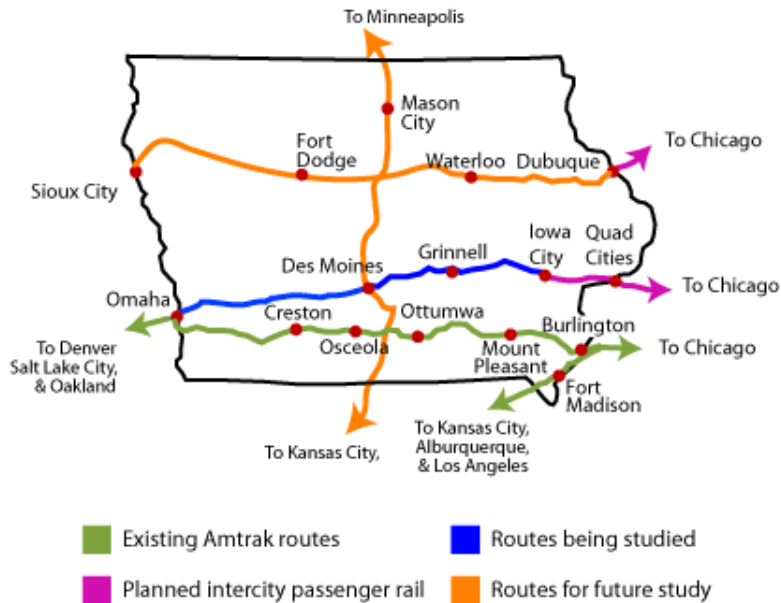 To Minneapolis
Mason
City
Fort
Dodge
Waterloo
Dubuque
To Chicago
Sioux City
Iowa
City
Quad
Cities
Grinnell
Des Moines
To Chicago
Omaha
Creston
Ottumwa
Burlington
Osceola
Mount
Pleasant
To Chicago
To Denver
Salt Lake City,
& Oakland
Fort
Madison
To Kansas City,
To Kansas City,
Alburquerque,
& Los Angeles
Existing Amtrak routes
Routes being studied
Planned intercity passenger rail
Routes for future study